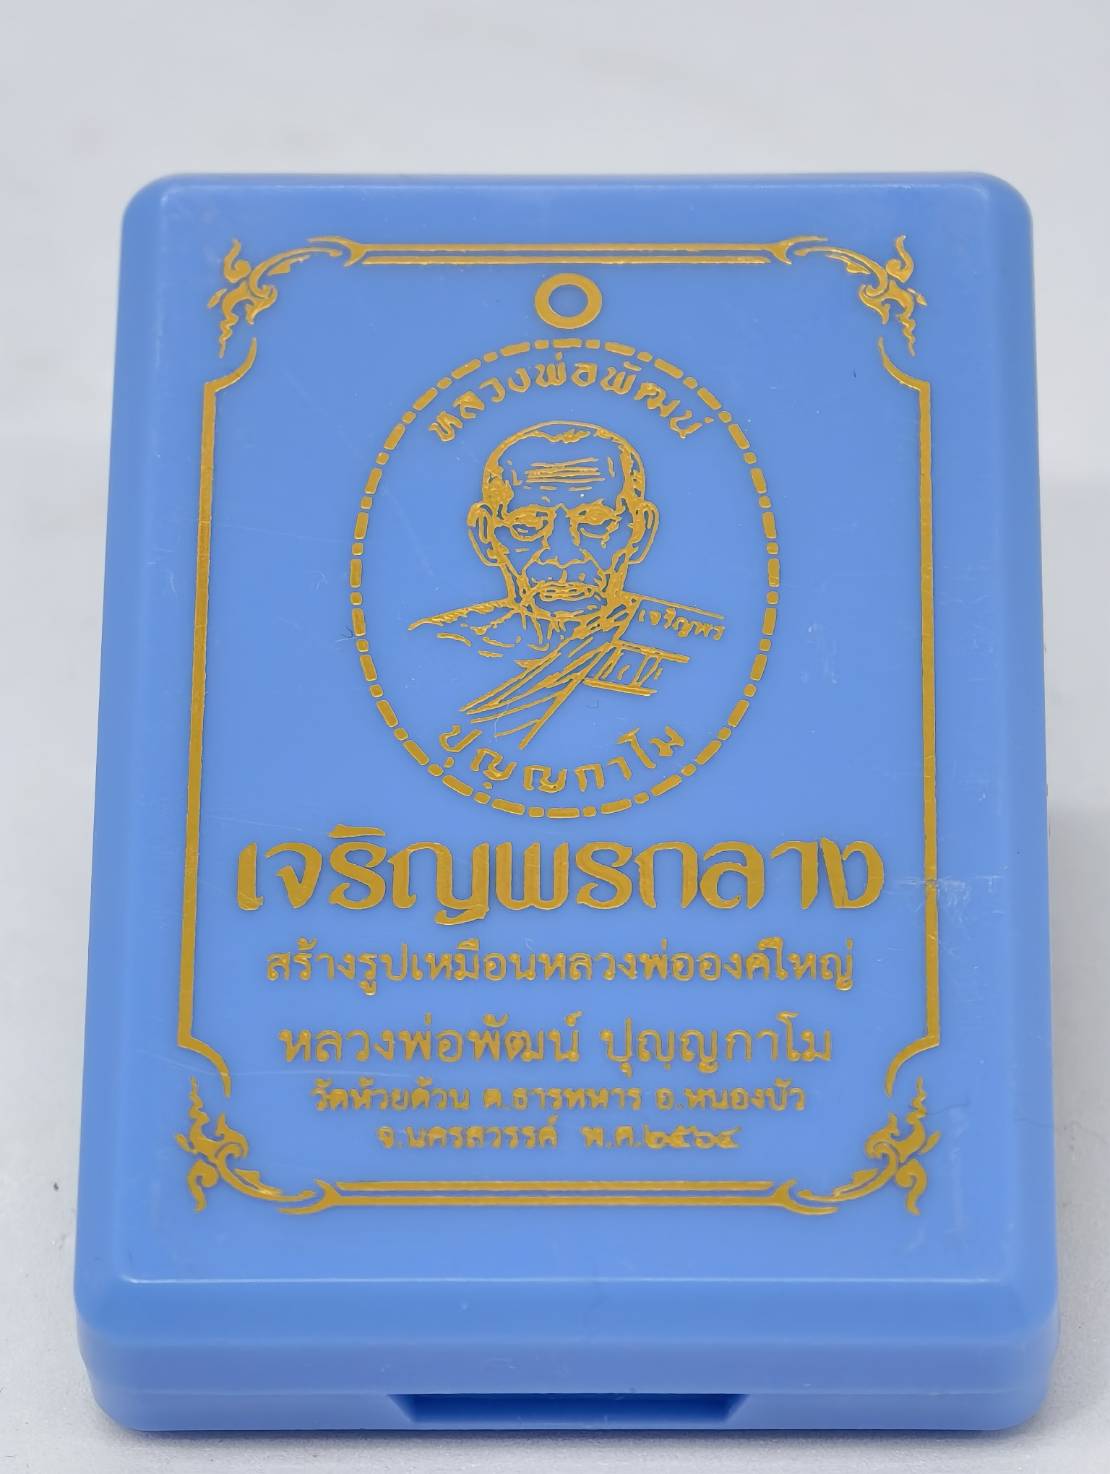 หลวงพ่อพัฒน์
เจริญพร
ปุญฺญกาโม
เจริญพรกลาง
สร้างรูปเหมือนหลวงพ่อองค์ใหญ่
หลวงพ่อพัฒน์ ปุญฺญกาโม
วัดห้วยด้วน ต.ธารทหาร อ.หนองบัว
จ.นครสวรรค์ พ.ศ.๒๕๖๔